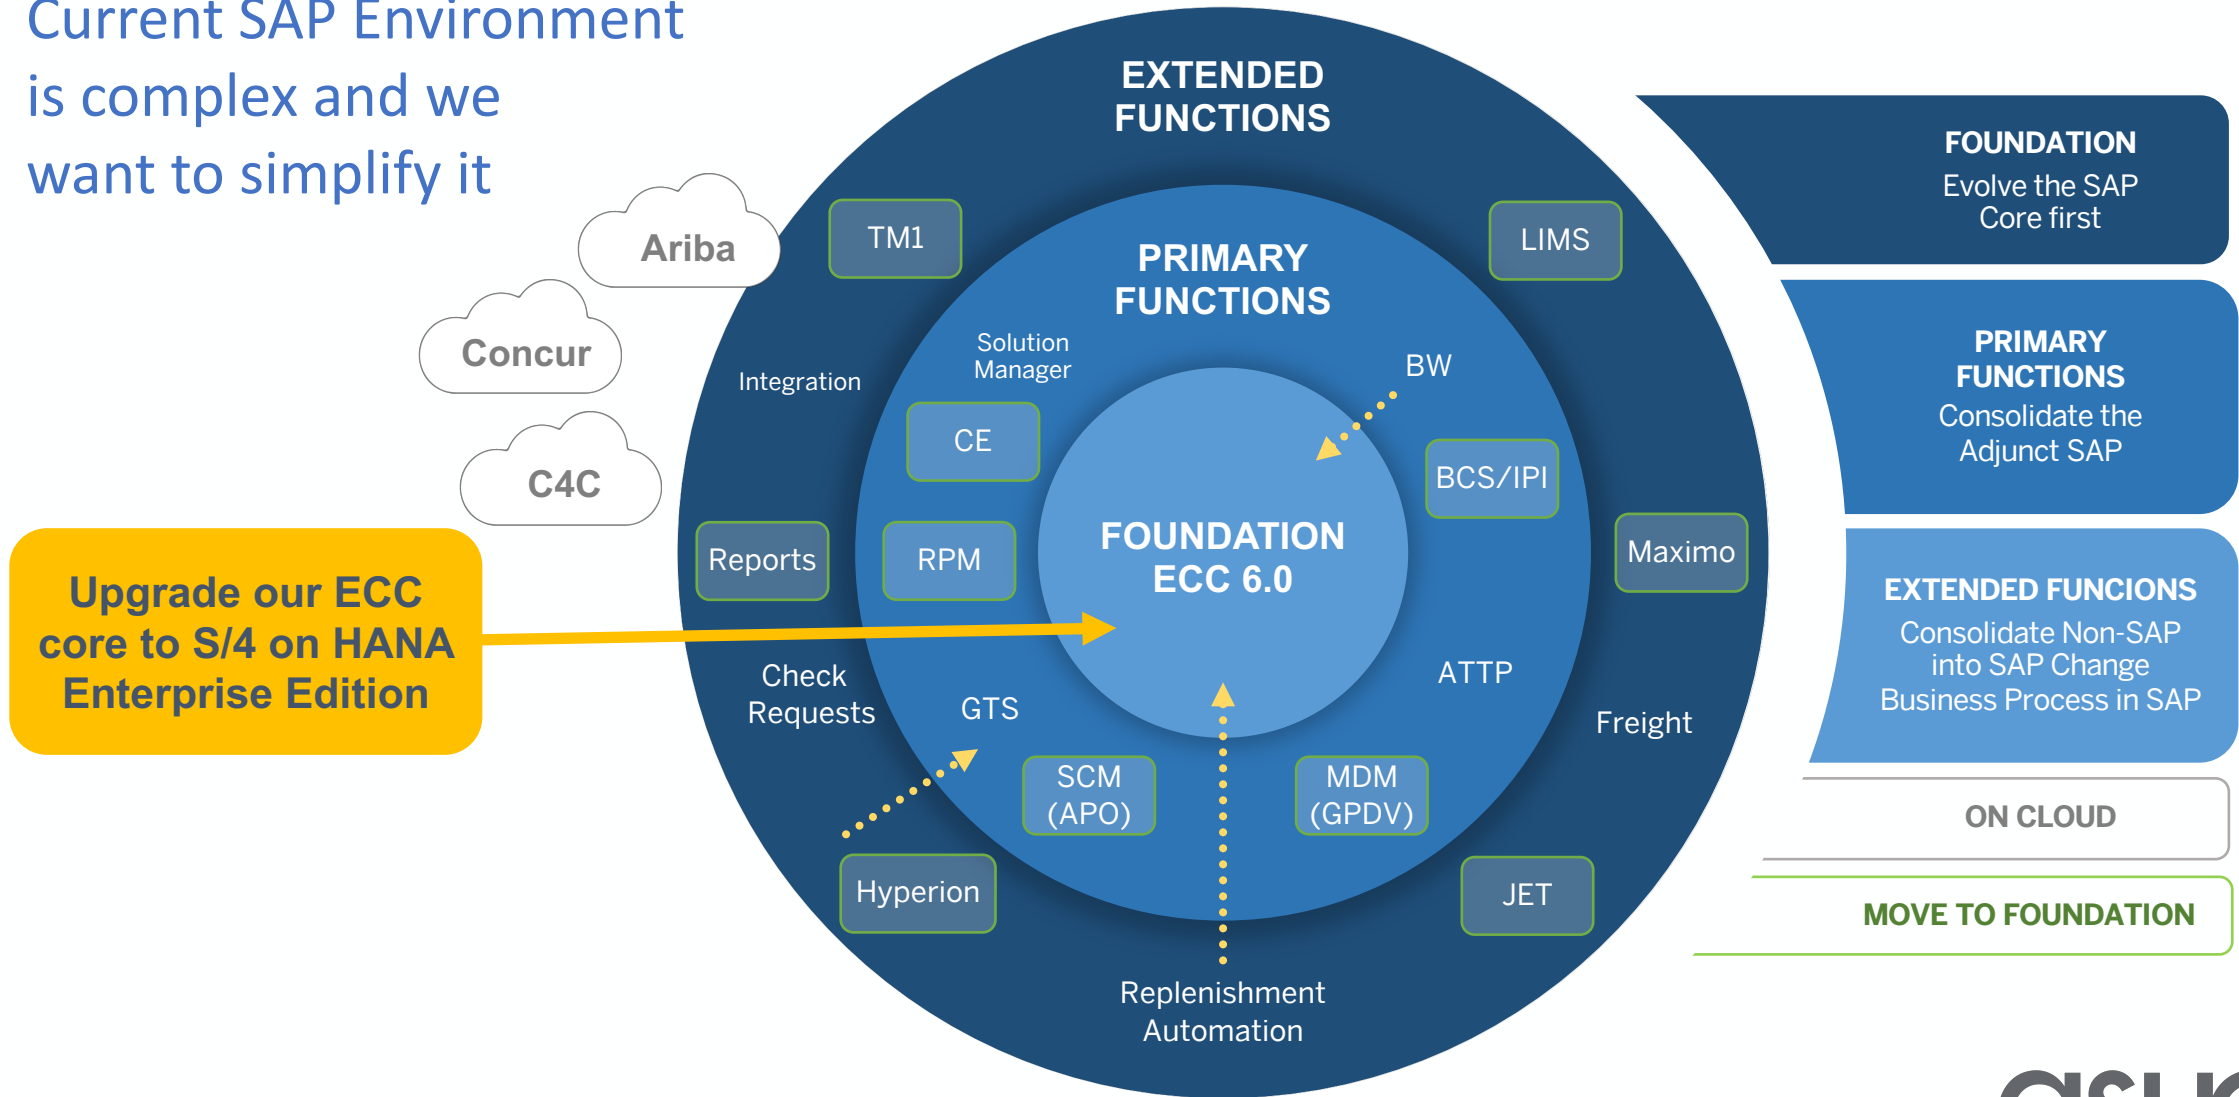 Current SAP Environment
is complex and we
want to simplify it
EXTENDED
FUNCTIONS
Ariba
TM1
LIMS
PRIMARY
FUNCTIONS
Concur
Integration
Solution
Manager
BW
CE
BCS/IPI
C4C
Reports
RPM
FOUNDATION
ECC 6.0
Maximo
Upgrade our ECC
core to S/4 on HANA
Enterprise Edition
Check
Requests
GTS
ATTP
Freight
SCM
(APO)
MDM
(GPDV)
Hyperion
JET
Replenishment
Automation
FOUNDATION
Evolve the SAP
Core first
PRIMARY
FUNCTIONS
Consolidate the
Adjunct SAP
EXTENDED FUNCIONS
Consolidate Non-SAP
into SAP Change
Business Process in SAP
ON CLOUD
MOVE TO FOUNDATION